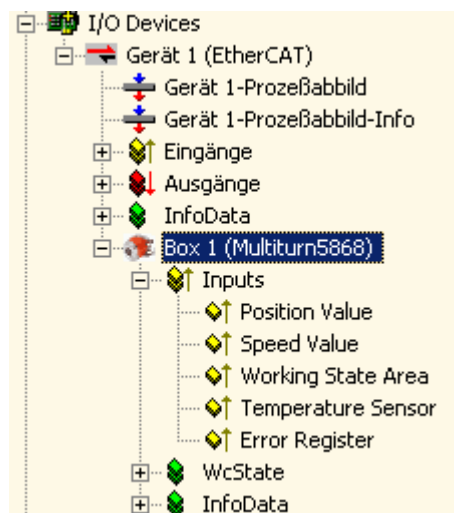 I/O Devices
Gerät 1 (EtherCAT)
Gerät 1-Prozeßabbild
Gerät 1-Prozeßabbild-Info
Eingänge
Ausgänge
InfoData
Box 1 (Multiturn5868)
Inputs
Position Value
Speed Value
Working State Area
Temperature Sensor
Error Register
WcState
InfoData